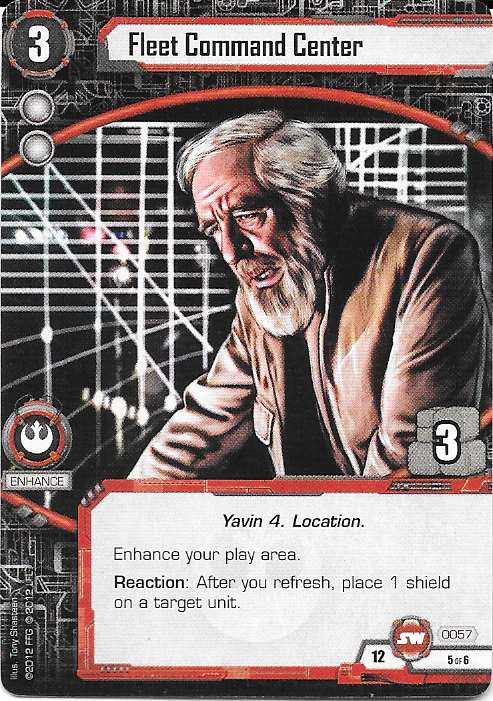 3
Fleet Command Center
ENHANCE
3
Yavin 4. Location.
Enhance your play area.
Reaction: After you refresh, place 1 shield
on a target unit.
SW
0057
12
5 OF 6
Illus. Tony Shasteen
©2012 FFG ©2012